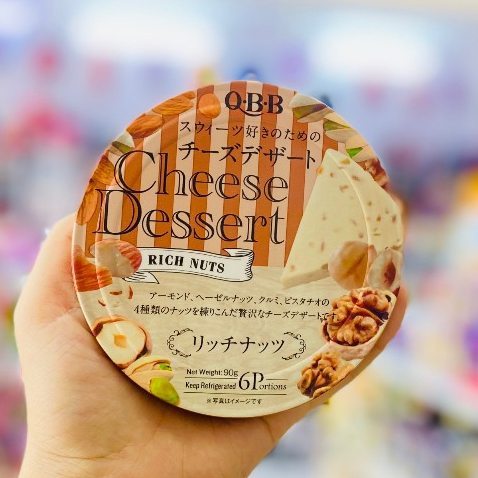 Q·B·B
スウィーツ好きのための
チーズデザート
Cheese
Dessert
RICH NUTS
アーモンド、ヘーゼルナッツ、クルミ、ピスタチオの
4種類のナッツを練りこんだ贅沢なチーズデザートです
リッチナッツ
Net Weight: 90g
Keep Refrigerated 6Portions
※写真はイメージです